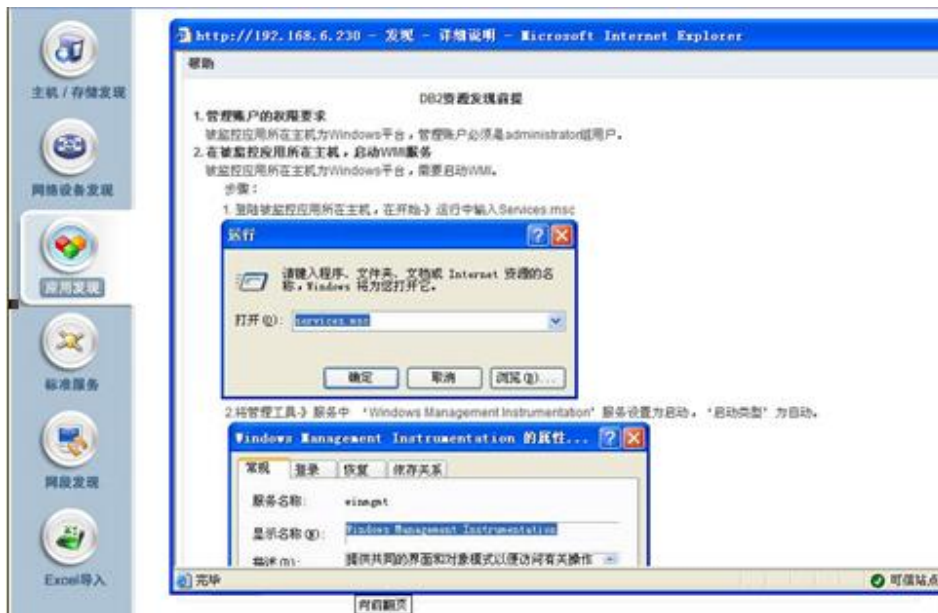 主机 / 存储发现
网络设备发现
应用发现
标准服务
网段发现
Excel导入
http://192.168.6.230 - 发现 - 详细说明 - Microsoft Internet Explorer
帮助
DB2资源发现前提
1. 管理账户的权限要求
被监控应用所在主机为Windows平台，管理账户必须是administrator组用户。
2. 在被监控应用所在主机，启动WMI服务
被监控应用所在主机为Windows平台，需要启动WMI。
步骤：
1. 登陆被监控应用所在主机，在开始-》运行中输入Services.msc
运行
请键入程序、文件夹、文档或 Internet 资源的名
称，Windows 将为您打开它。
打开(O): services.msc
确定 取消 浏览(B)...
2.将管理工具-》服务中 ‘Windows Management Instrumentation’ 服务设置为启动，‘启动类型’为自动。
Windows Management Instrumentation 的属性...
常规 登录 恢复 依存关系
服务名称: winmgmt
显示名称(N): Windows Management Instrumentation
描述(D): 提供共同的界面和对象模式以便访问有关操作
完毕
可信站点
向前翻页